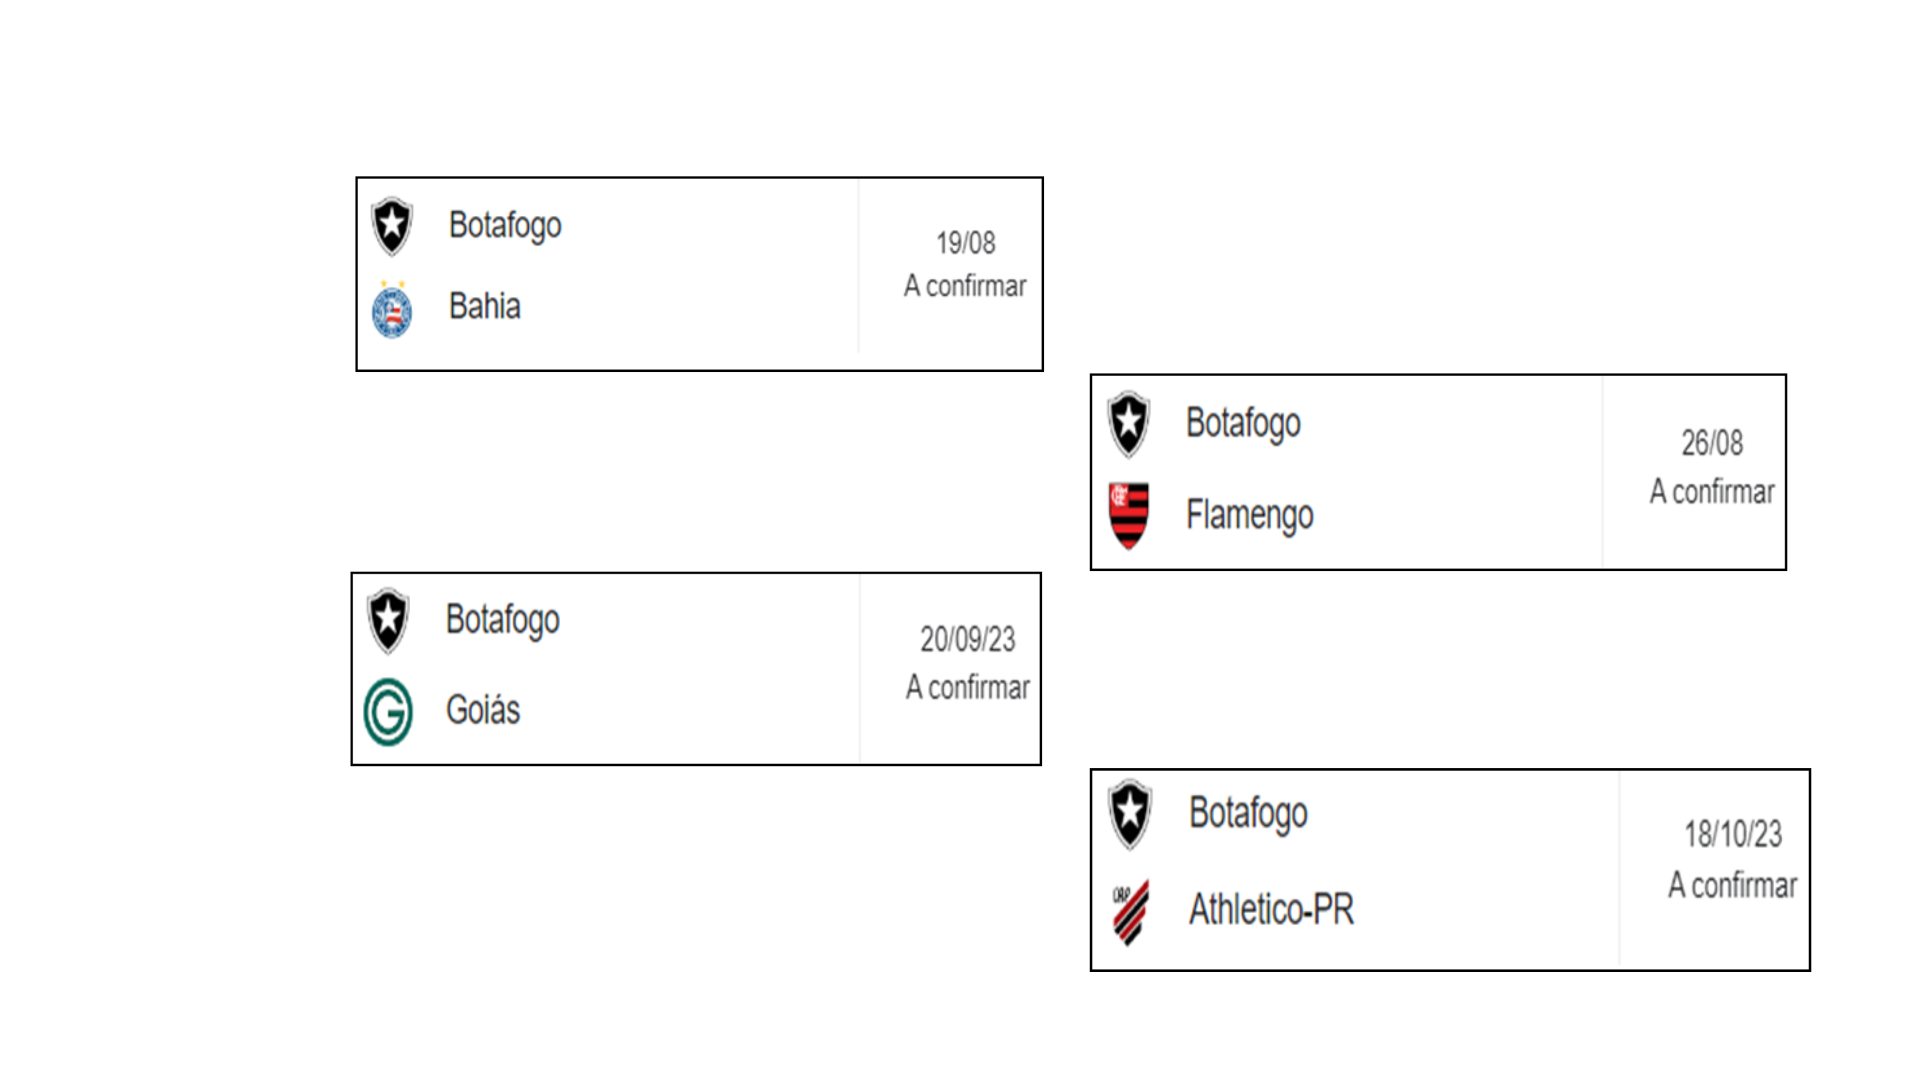 Botafogo
Bahia
19/08
A confirmar
Botafogo
Flamengo
26/08
A confirmar
Botafogo
Goiás
20/09/23
A confirmar
Botafogo
Athletico-PR
18/10/23
A confirmar